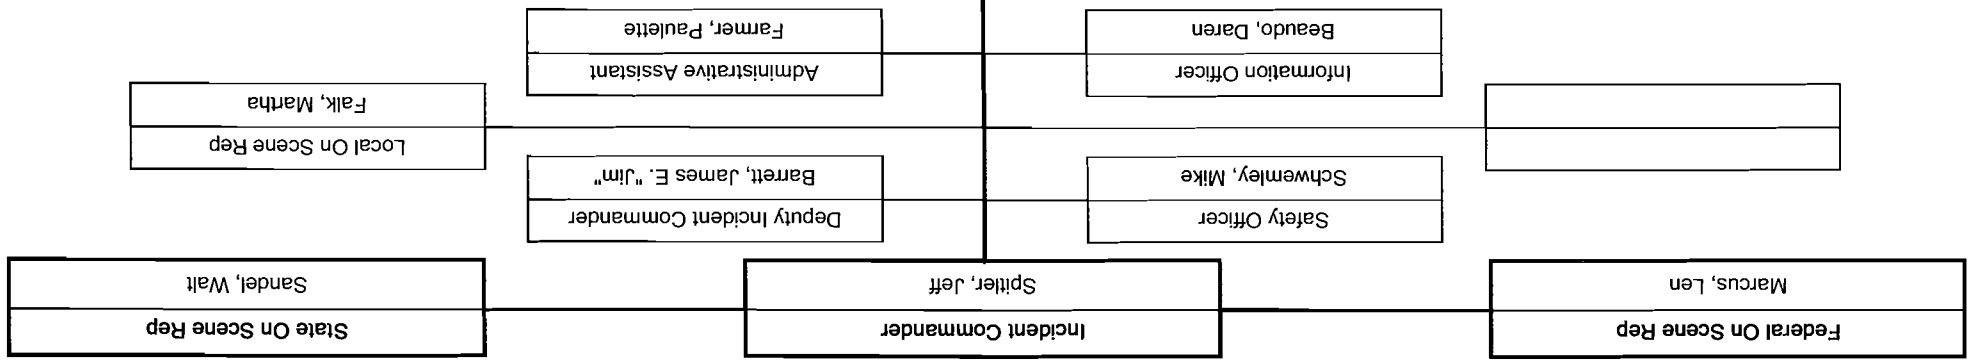 Federal On Scene Rep
Marcus, Len
Incident Commander
Spitler, Jeff
State On Scene Rep
Sandel, Walt
Safety Officer
Schwemley, Mike
Deputy Incident Commander
Barrett, James E. "Jim"
Local On Scene Rep
Falk, Martha
Information Officer
Beaudo, Daren
Administrative Assistant
Farmer, Paulette